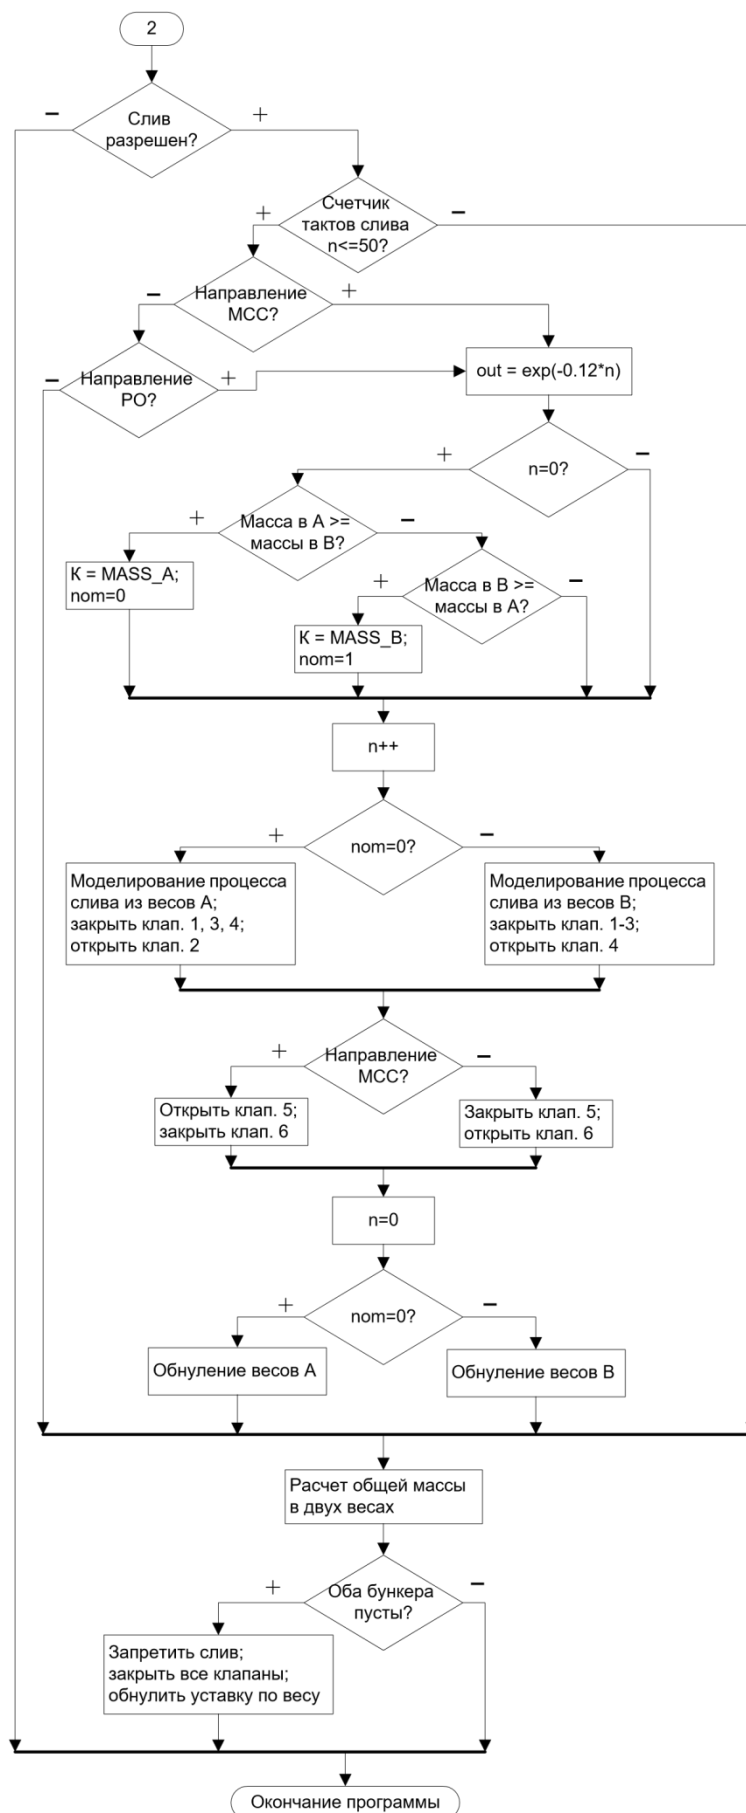 2
Слив
разрешен?
−
+
Счетчик
тактов слива
n<=50?
+
−
Направление
МСС?
−
+
Направление
РО?
−
+
out = exp(-0.12*n)
n=0?
+
−
Масса в А >=
массы в В?
+
−
К = MASS_A;
nom=0
Масса в В >=
массы в А?
+
−
К = MASS_B;
nom=1
n++
nom=0?
+
−
Моделирование процесса
слива из весов А;
закрыть клап. 1, 3, 4;
открыть клап. 2
Моделирование процесса
слива из весов В;
закрыть клап. 1-3;
открыть клап. 4
Направление
МСС?
+
−
Открыть клап. 5;
закрыть клап. 6
Закрыть клап. 5;
открыть клап. 6
n=0
nom=0?
+
−
Обнуление весов А
Обнуление весов В
Расчет общей массы
в двух весах
Оба бункера
пусты?
+
−
Запретить слив;
закрыть все клапаны;
обнулить уставку по весу
Окончание программы